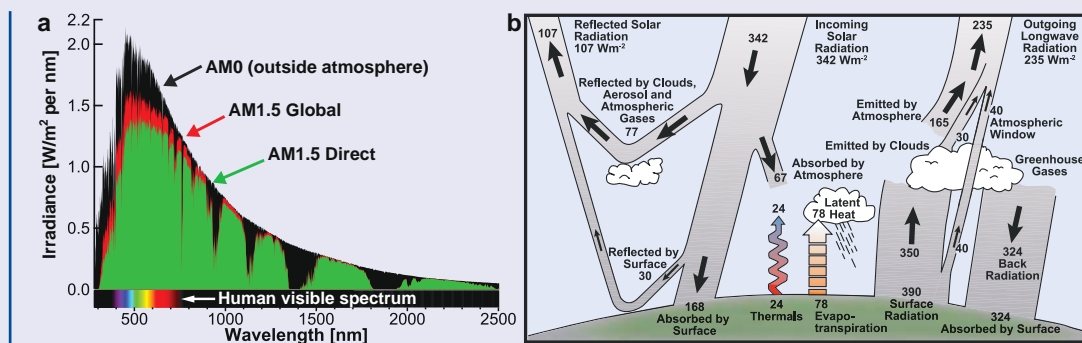 a
2.2
2.0
1.5
1.0
0.5
0.0
Irradiance [W/m² per nm]
AM0 (outside atmosphere)
AM1.5 Global
AM1.5 Direct
Human visible spectrum
500
1000
1500
2000
2500
Wavelength [nm]
b
107
Reflected Solar
Radiation
107 Wm-2
342
Incoming
Solar
Radiation
342 Wm-2
235
Outgoing
Longwave
Radiation
235 Wm-2
Reflected by Clouds,
Aerosol and
Atmospheric
Gases
77
Emitted by
Atmosphere
165
40
Atmospheric
Window
30
Emitted by Clouds
Greenhouse
Gases
67
Absorbed by
Atmosphere
24
78
Latent
Heat
Reflected by
Surface
30
350
40
324
Back
Radiation
168
Absorbed by
Surface
24
Thermals
78
Evapo-
transpiration
390
Surface
Radiation
324
Absorbed by Surface